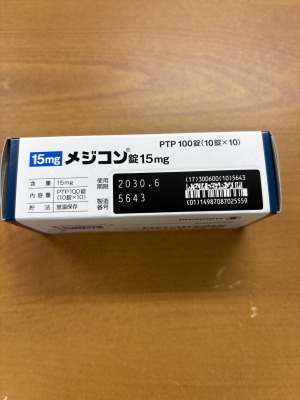 PTP 100錠(10錠×10)
15mg メジコン®錠15mg
含量 15mg
内容量 PTP100錠 (10錠×10)
貯法 室温保存
使用期限 2030.6
製造番号 5643
(17)300600(10)5643
(01)14987087025559